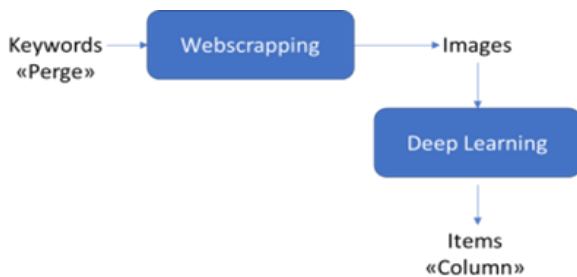 Keywords
«Perge»
Webscrapping
Images
Deep Learning
Items
«Column»